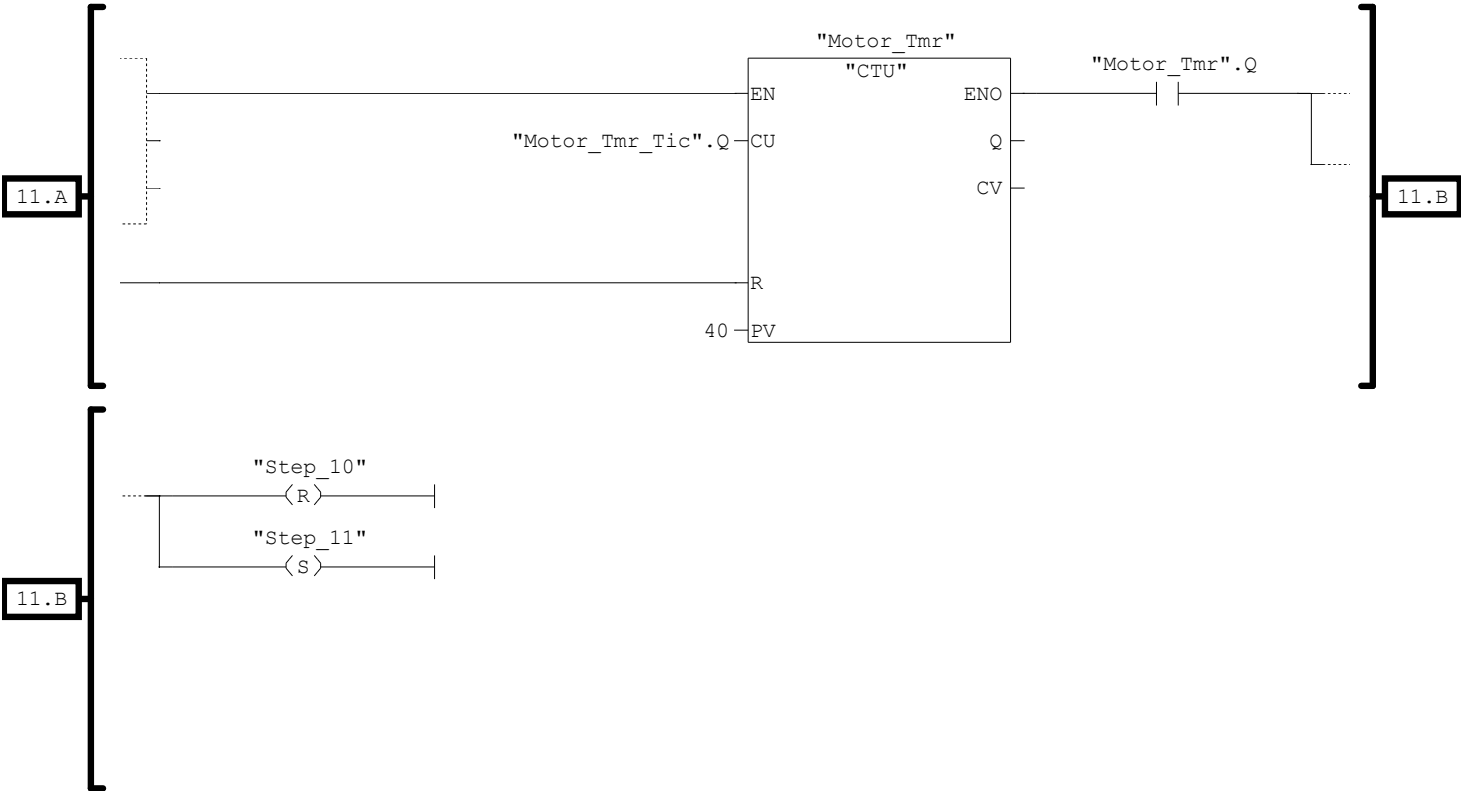 "Motor_Tmr"
"CTU"
"Motor_Tmr".Q
EN
ENO
"Motor_Tmr_Tic".Q
CU
Q
11.A
CV
11.B
R
40
PV
"Step_10"
R
"Step_11"
S
11.B